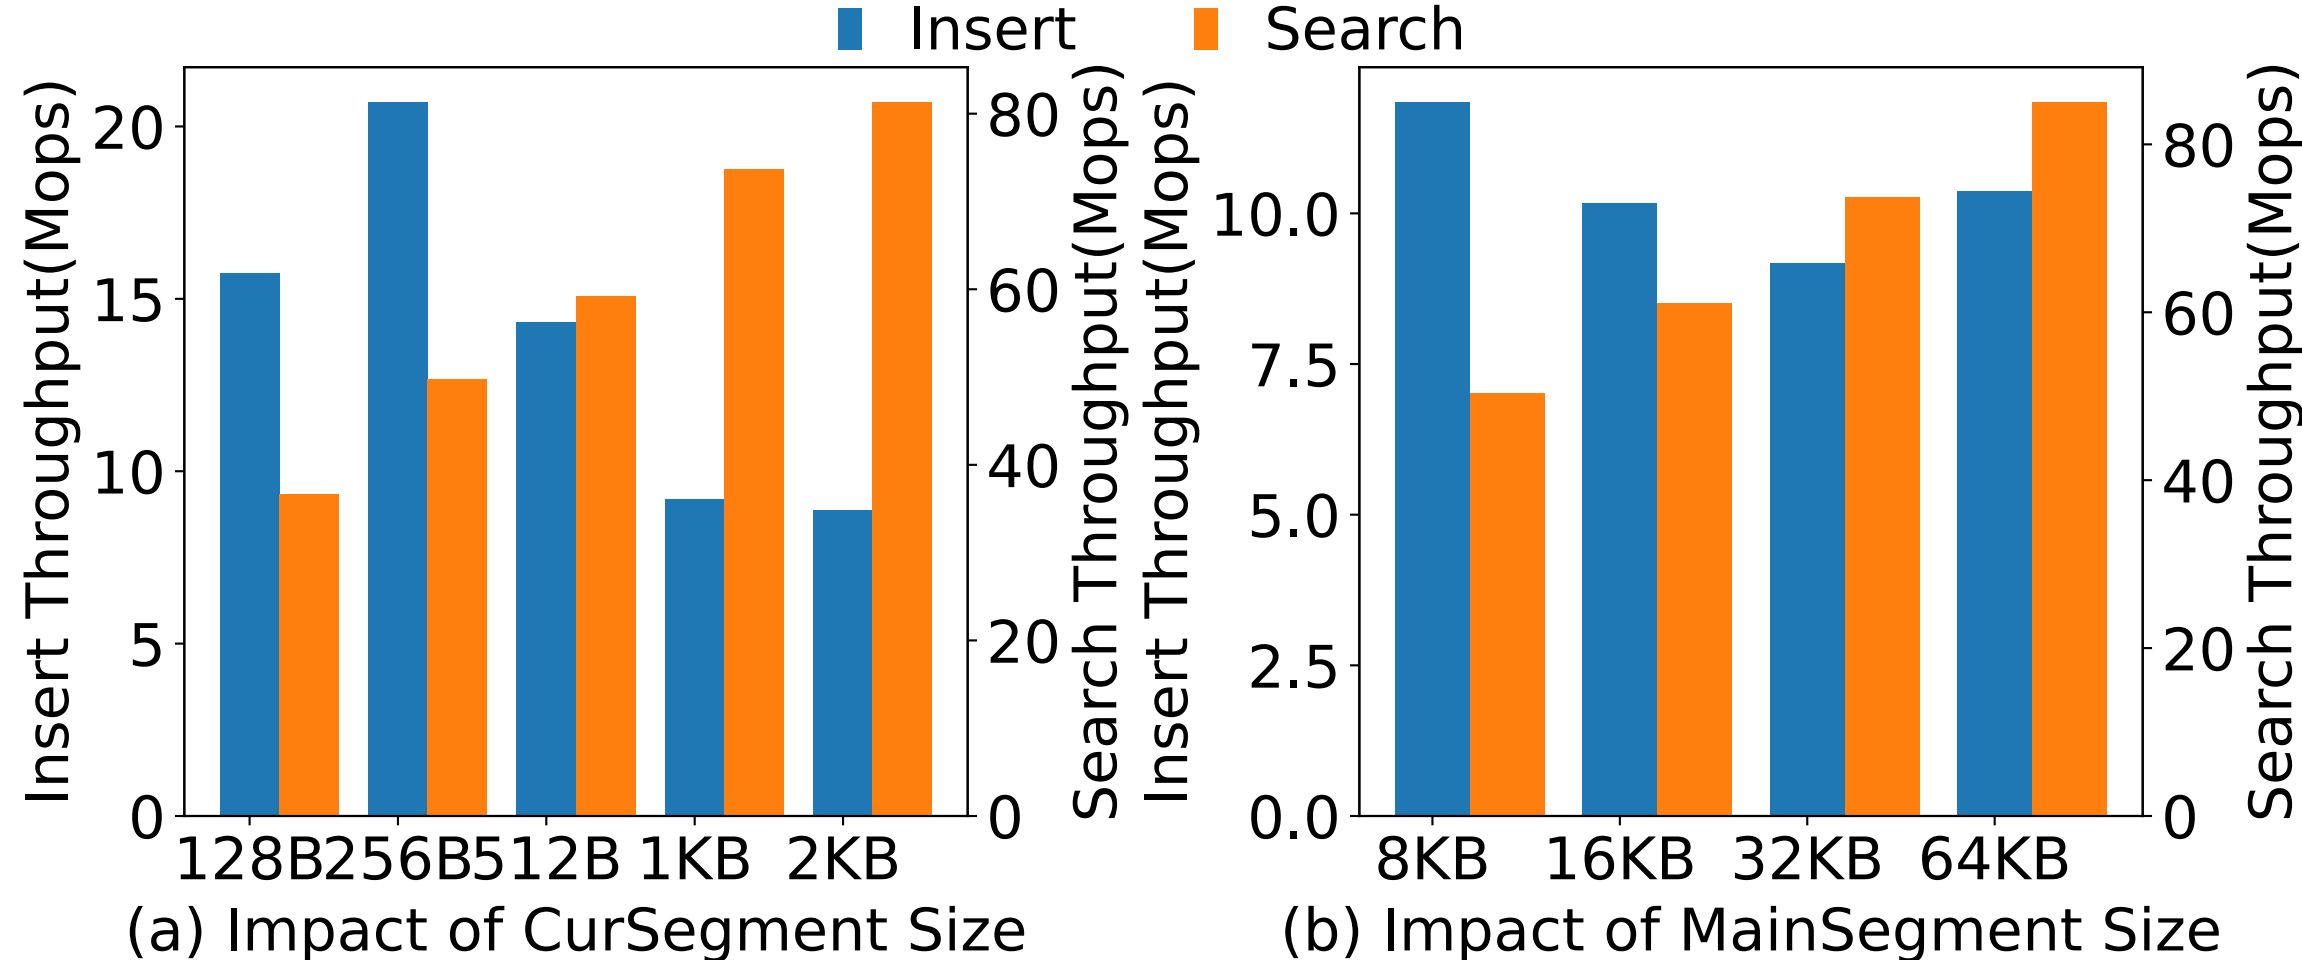 Insert Search
Insert Throughput(Mops)
20
15
10
5
0
80
60
40
20
0
Search Throughput(Mops)
128B 256B 512B 1KB 2KB
(a) Impact of CurSegment Size
Insert Throughput(Mops)
10.0
7.5
5.0
2.5
0.0
80
60
40
20
0
Search Throughput(Mops)
8KB 16KB 32KB 64KB
(b) Impact of MainSegment Size